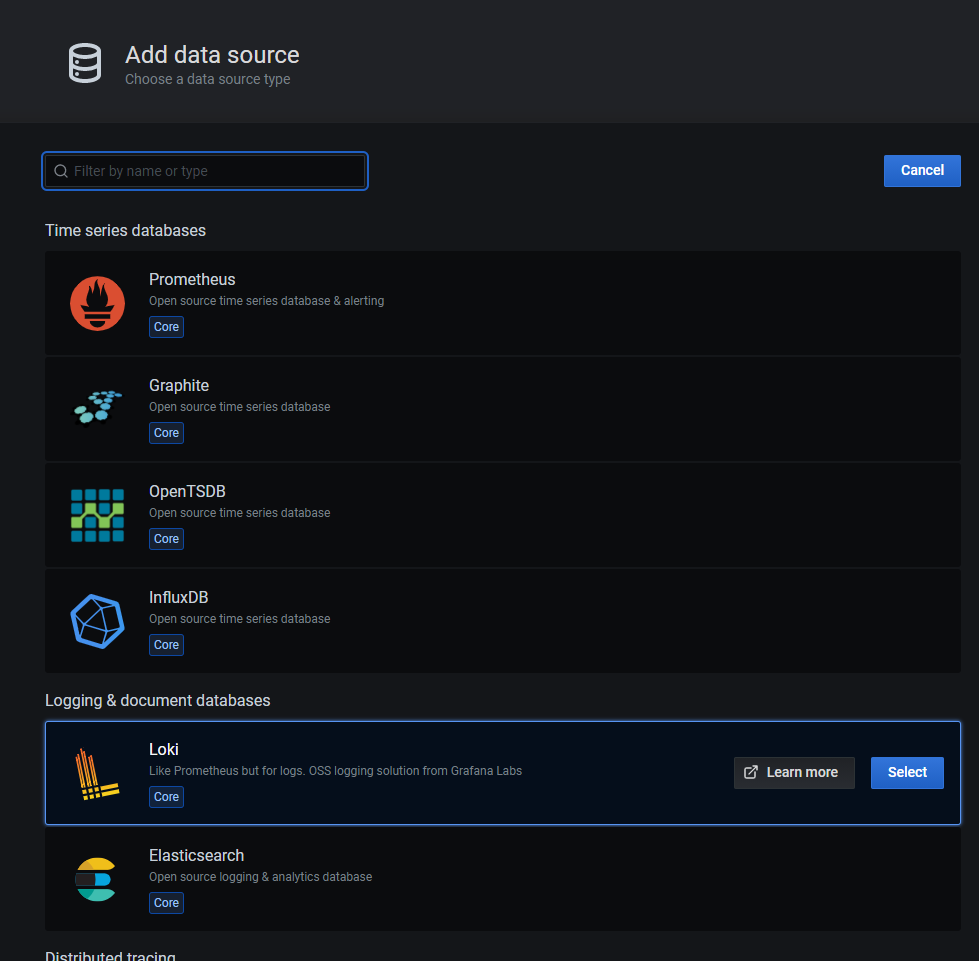 Add data source
Choose a data source type
Filter by name or type
Cancel
Time series databases
Prometheus
Open source time series database & alerting
Core
Graphite
Open source time series database
Core
OpenTSDB
Open source time series database
Core
InfluxDB
Open source time series database
Core
Logging & document databases
Loki
Like Prometheus but for logs. OSS logging solution from Grafana Labs
Core
Learn more
Select
Elasticsearch
Open source logging & analytics database
Core
Distributed tracing